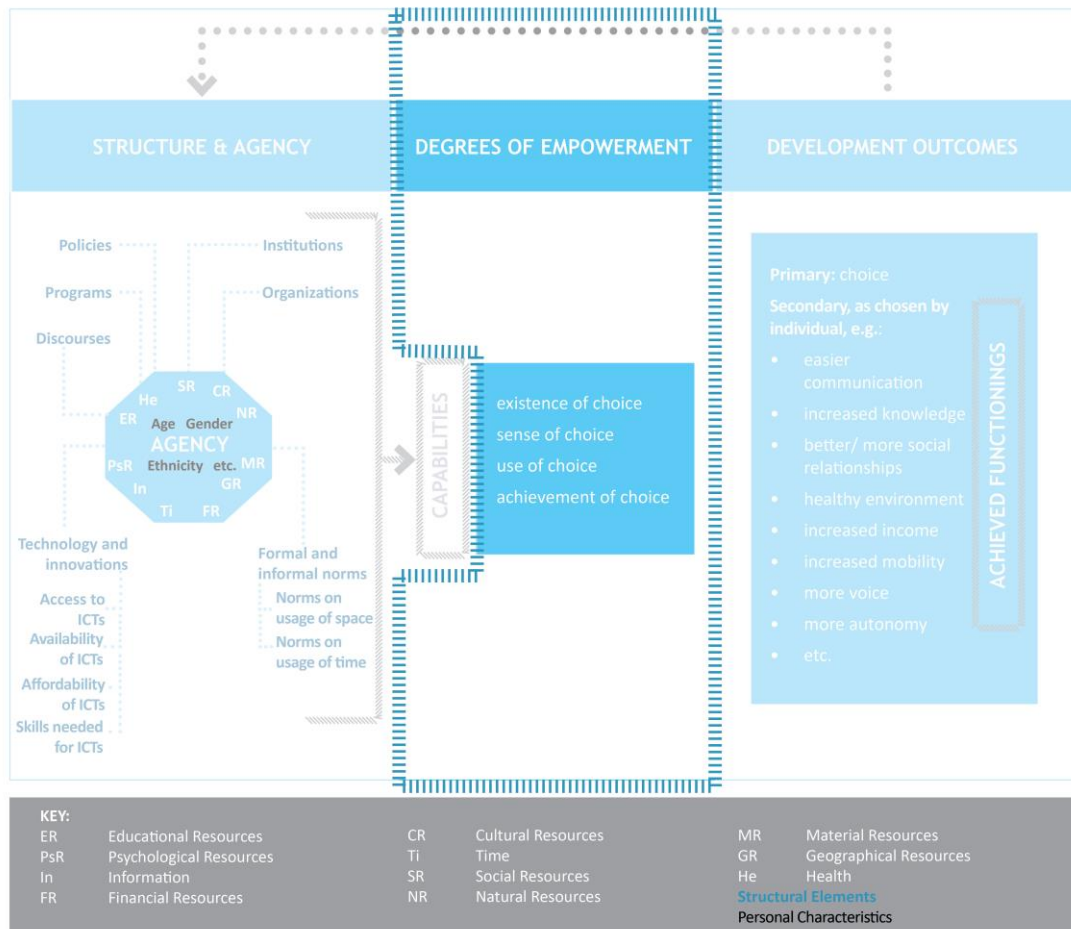 STRUCTURE & AGENCY
DEGREES OF EMPOWERMENT
DEVELOPMENT OUTCOMES
Policies
Institutions
Programs
Organizations
Discourses
SR
CR
He
NR
ER
Age Gender
AGENCY
Ethnicity etc.
PsR
MR
In
GR
Ti
FR
Technology and
innovations
Access to
ICTs
Availability
of ICTs
Affordability
of ICTs
Skills needed
for ICTs
Formal and
informal norms
Norms on
usage of space
Norms on
usage of time
CAPABILITIES
existence of choice
sense of choice
use of choice
achievement of choice
Primary: choice
Secondary, as chosen by
individual, e.g.:
• easier
communication
• increased knowledge
• better/ more social
relationships
• healthy environment
• increased income
• increased mobility
• more voice
• more autonomy
• etc.
ACHIEVED FUNCTIONINGS
KEY:
ER Educational Resources
PsR Psychological Resources
In Information
FR Financial Resources
CR Cultural Resources
Ti Time
SR Social Resources
NR Natural Resources
MR Material Resources
GR Geographical Resources
He Health
Structural Elements
Personal Characteristics